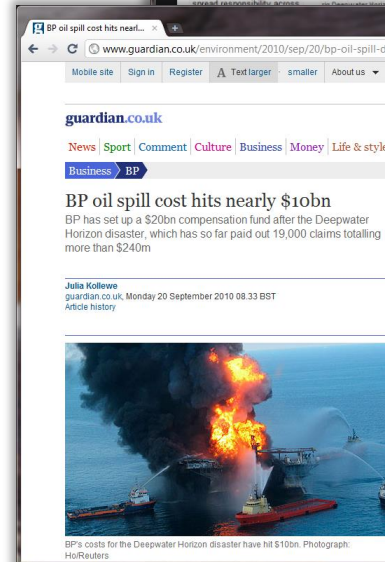 spread responsibility across
BP oil spill cost hits nearl... ×
www.guardian.co.uk/environment/2010/sep/20/bp-oil-spill-d
Mobile site Sign in Register A Text larger · smaller About us
guardian.co.uk
News Sport Comment Culture Business Money Life & style
Business BP
BP oil spill cost hits nearly $10bn
BP has set up a $20bn compensation fund after the Deepwater
Horizon disaster, which has so far paid out 19,000 claims totalling
more than $240m
Julia Kollewe
guardian.co.uk, Monday 20 September 2010 08.33 BST
Article history
BP's costs for the Deepwater Horizon disaster have hit $10bn. Photograph:
Ho/Reuters